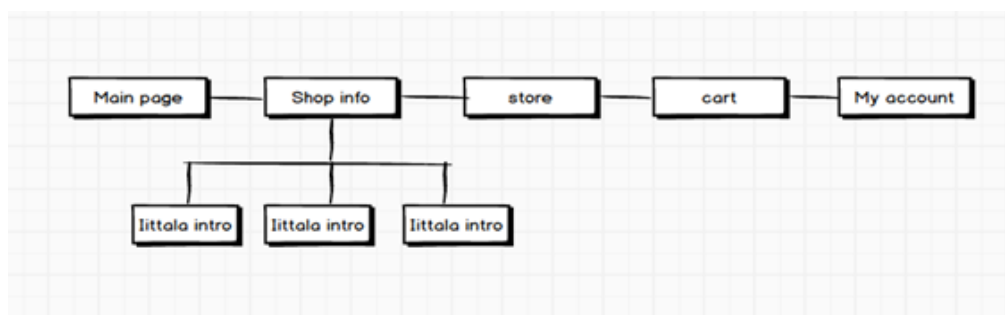 Main page
Shop info
store
cart
My account
Iittala intro
Iittala intro
Iittala intro